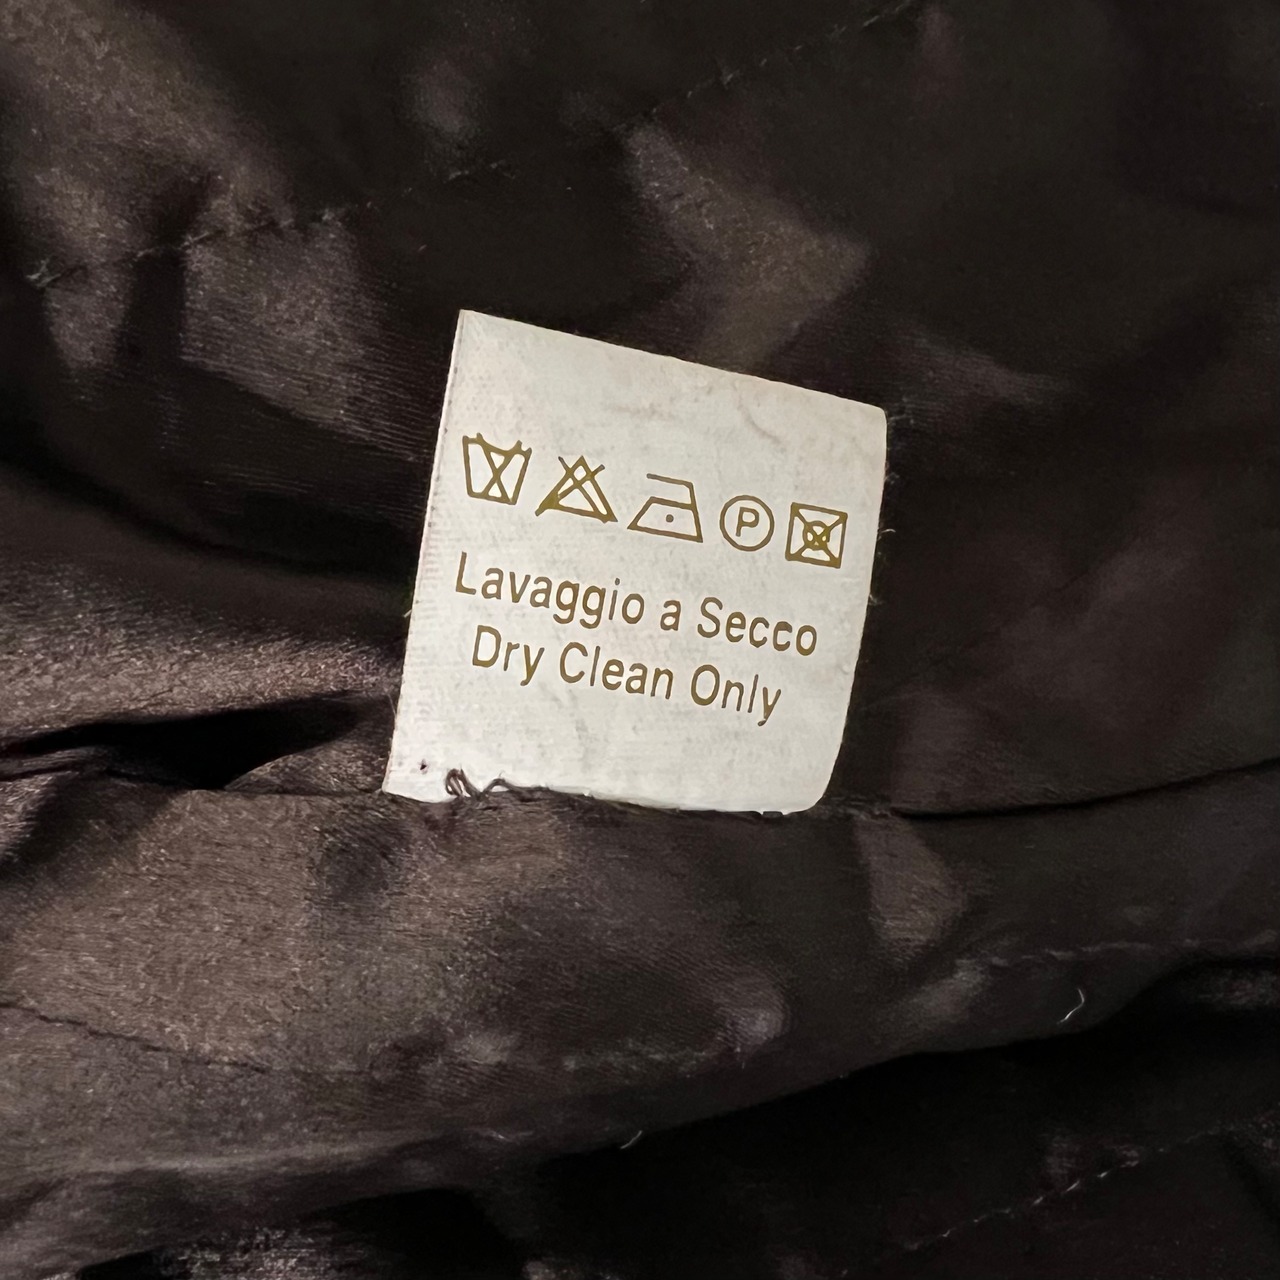 P
Lavaggio a Secco
Dry Clean Only